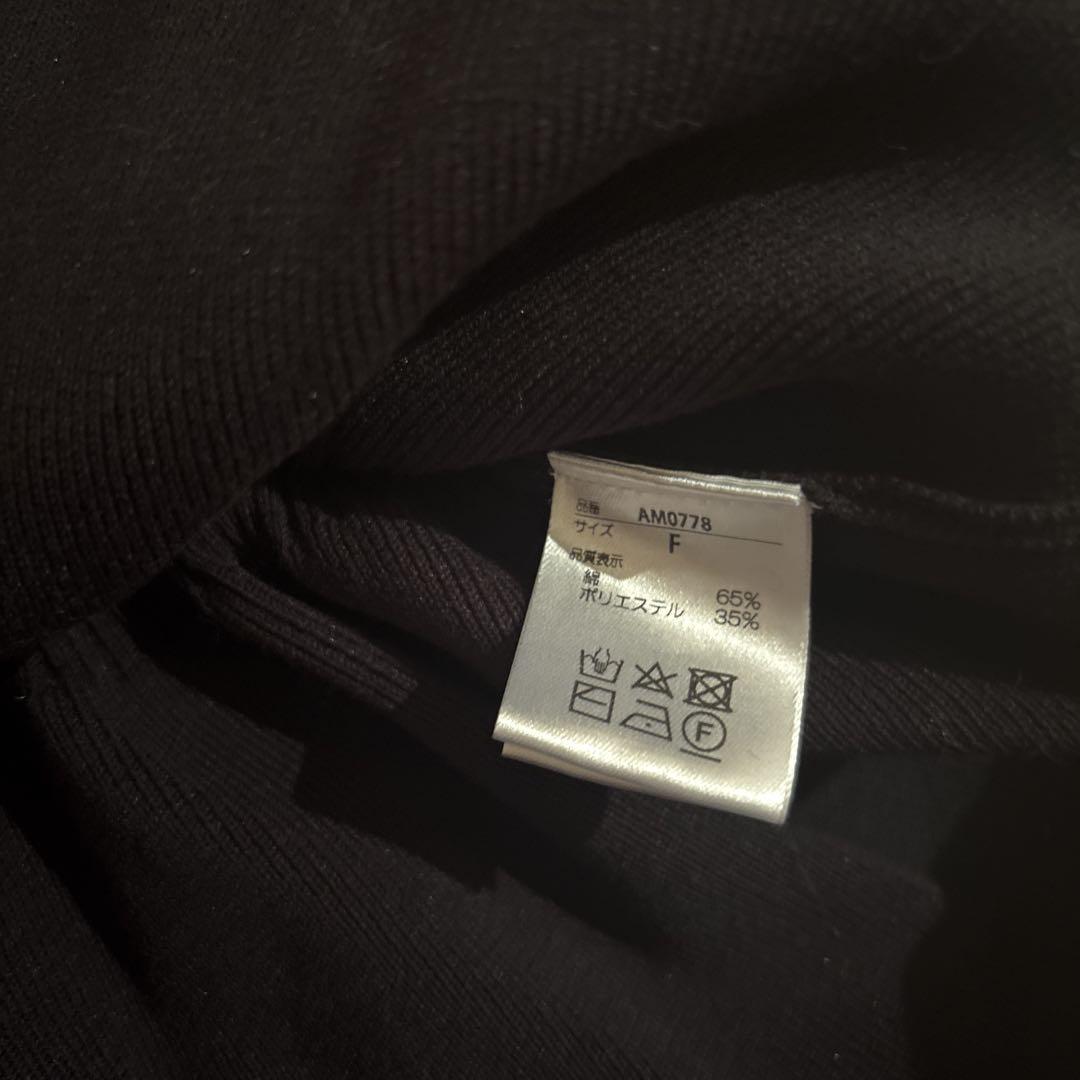 品番 AM0778
サイズ F
品質表示
綿 65%
ポリエステル 35%
F